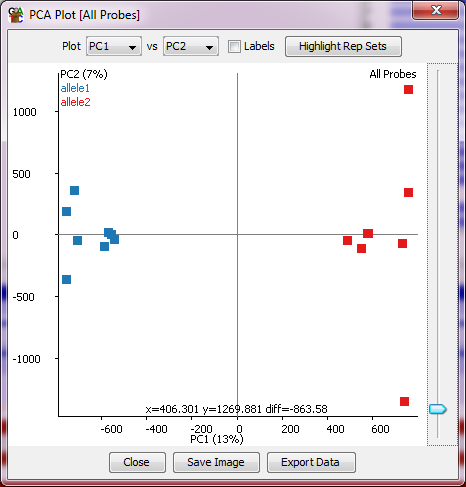 PCA Plot [All Probes]
Plot PC1 vs PC2 Labels Highlight Rep Sets
PC2 (7%) All Probes
allele1
allele2
1000
500
0
-500
-1000
x=406.301 y=1269.881 diff=-863.58
-600 -400 -200 0 200 400 600
PC1 (13%)
Close Save Image Export Data